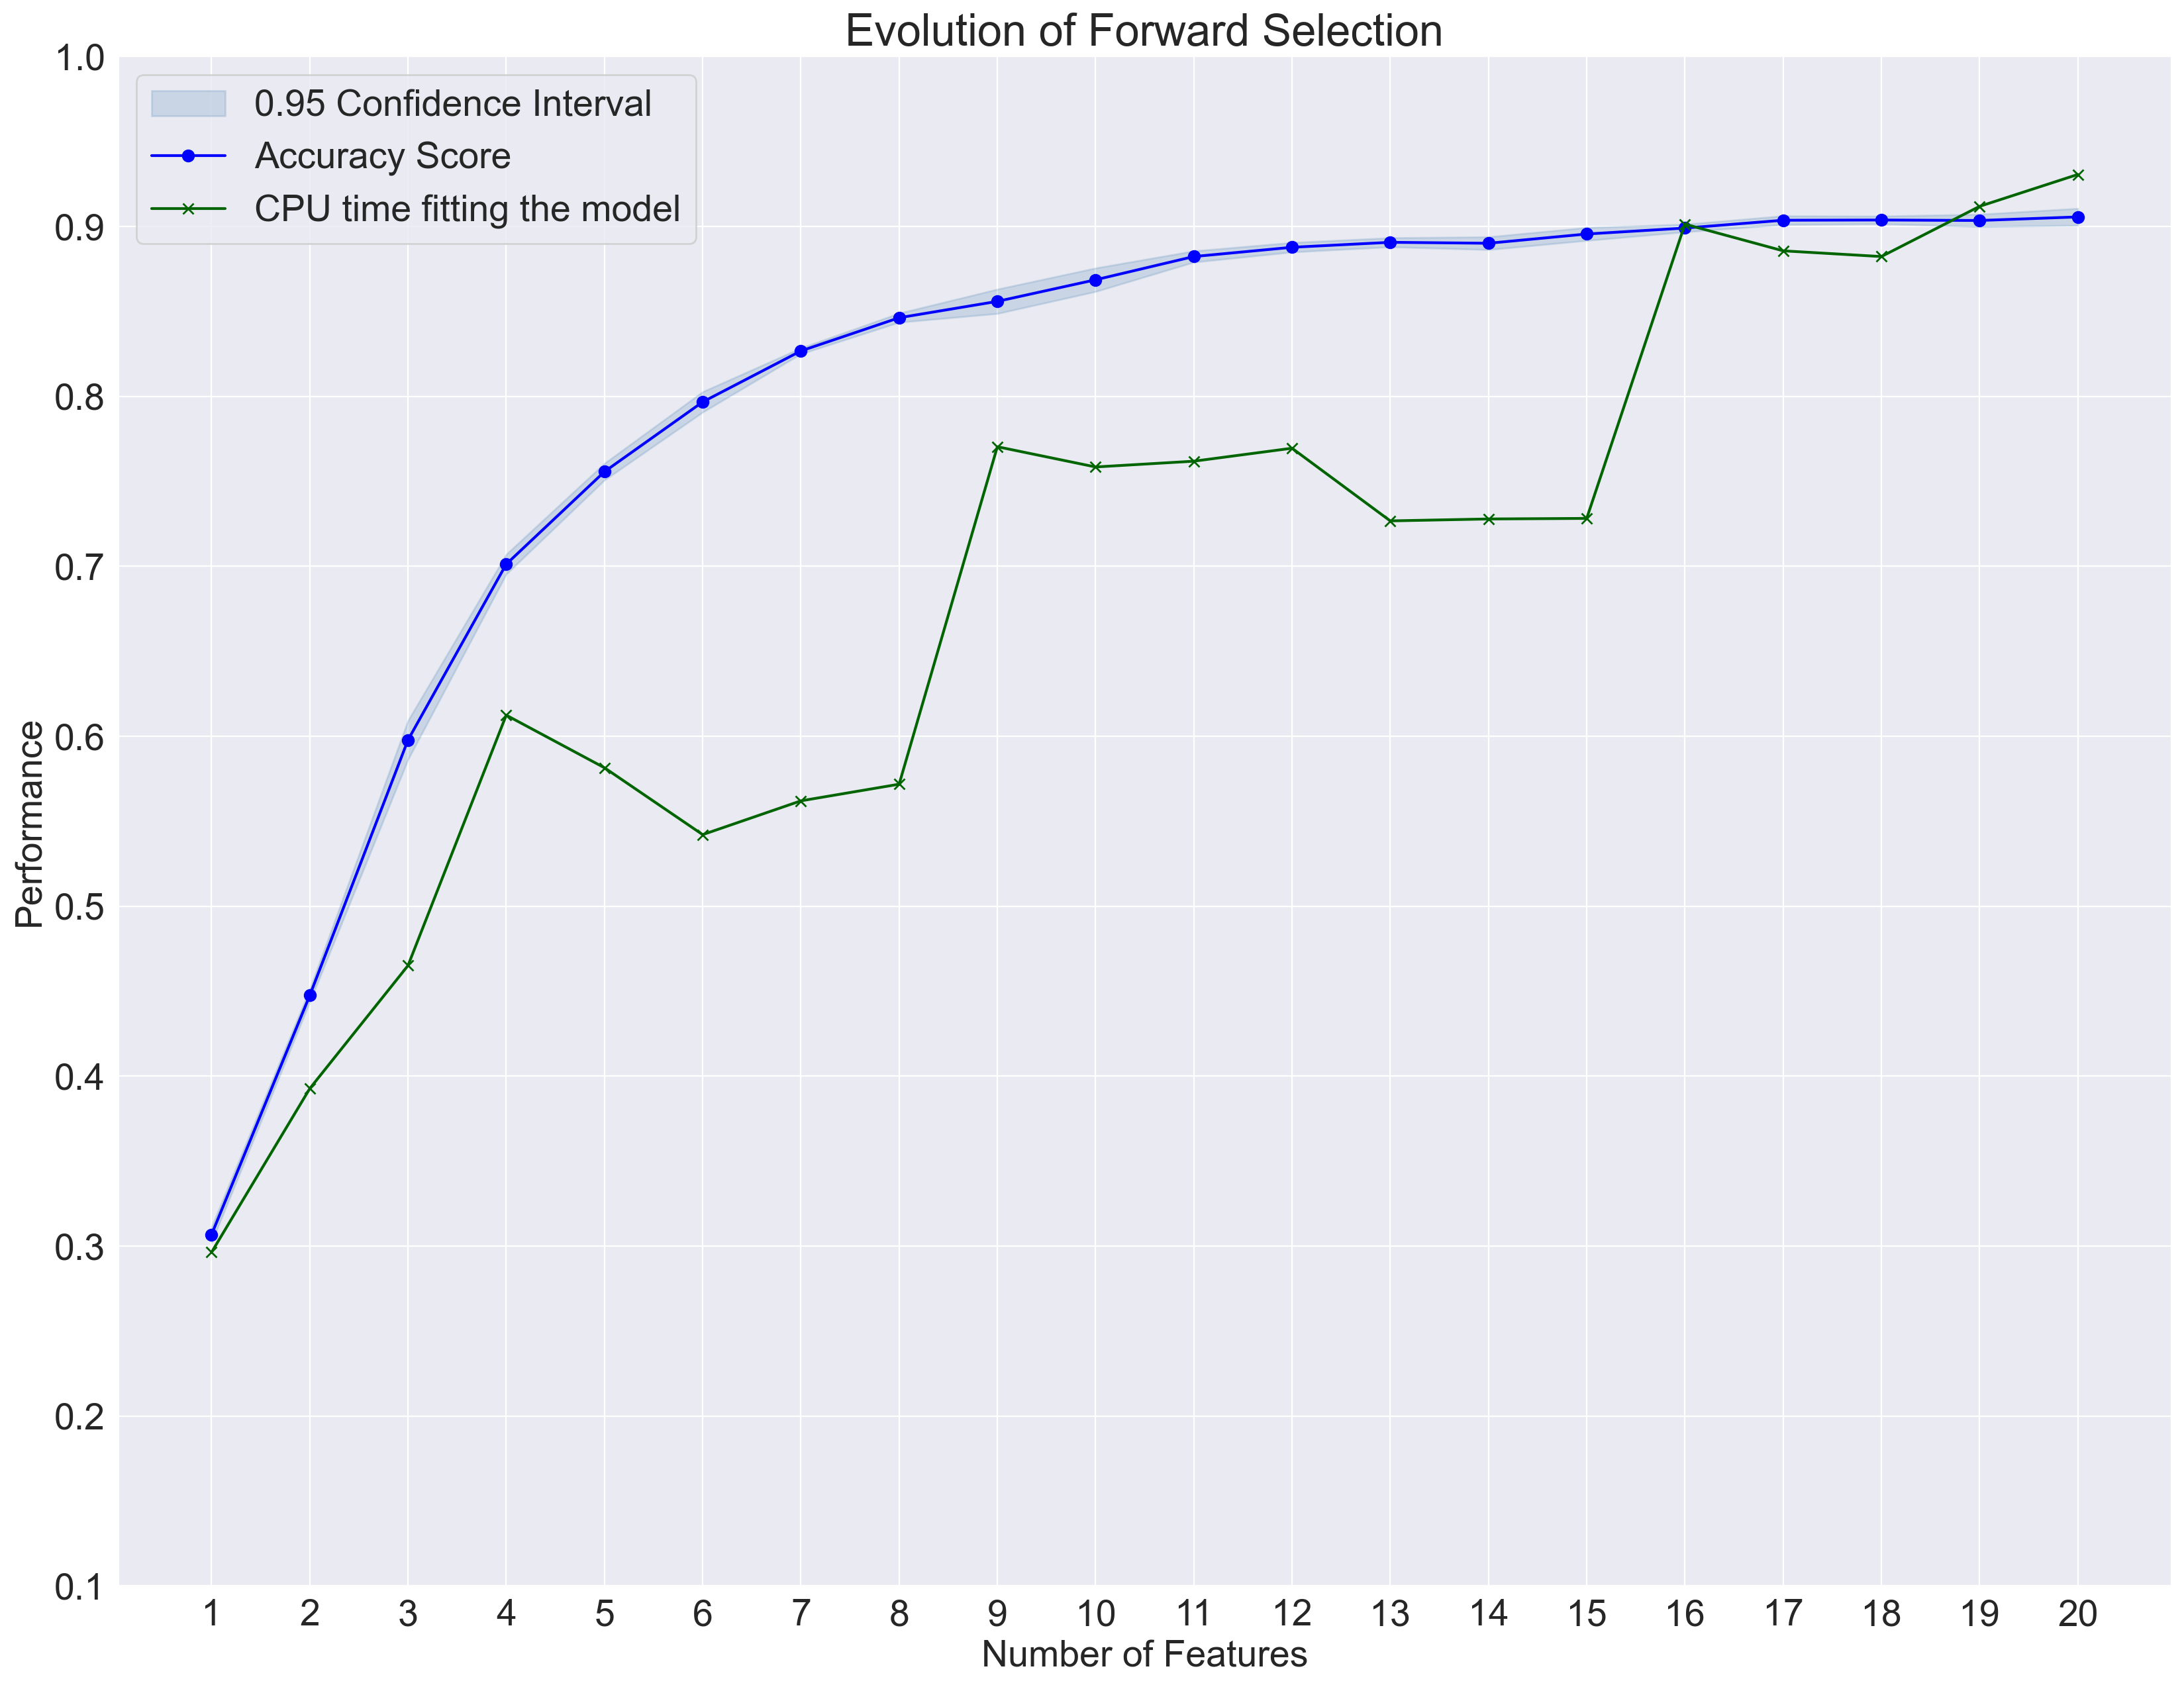 Evolution of Forward Selection
1.0
0.9
0.8
0.7
0.6
0.5
0.4
0.3
0.2
0.1
0.95 Confidence Interval
Accuracy Score
CPU time fitting the model
Performance
1 2 3 4 5 6 7 8 9 10 11 12 13 14 15 16 17 18 19 20
Number of Features